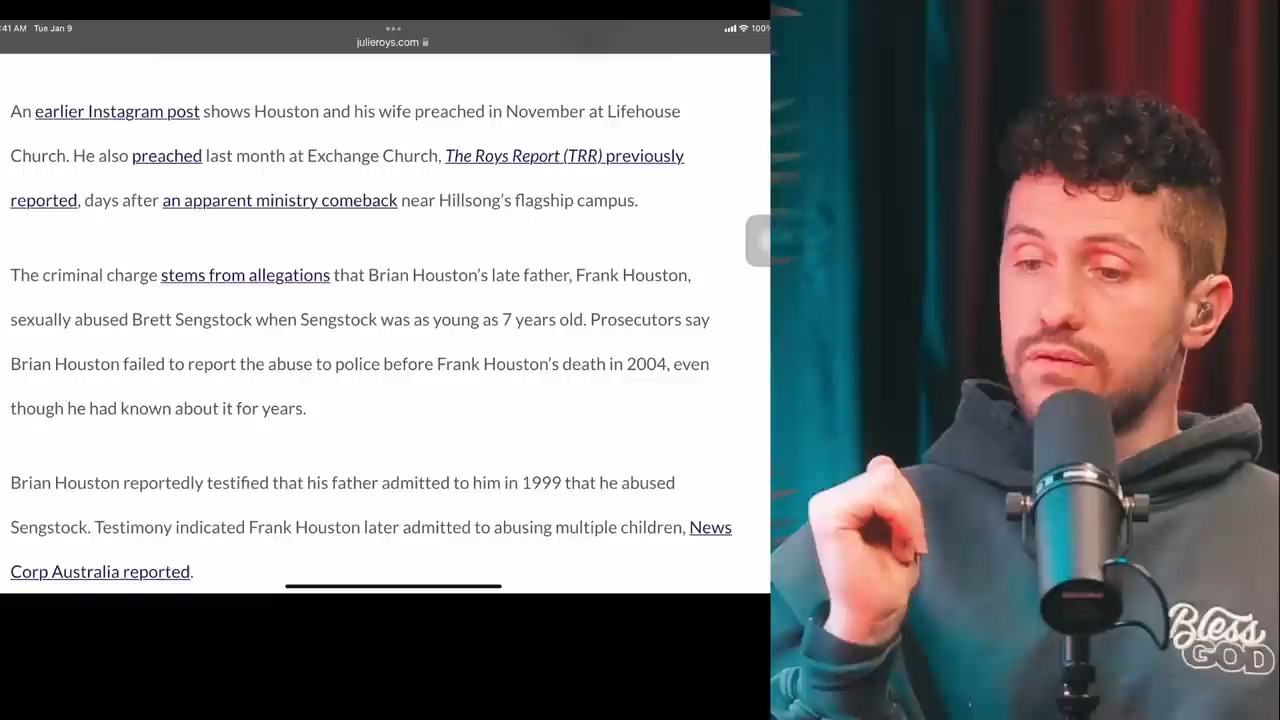 :41 AM Tue Jan 9
100%
julieroys.com
An earlier Instagram post shows Houston and his wife preached in November at Lifehouse
Church. He also preached last month at Exchange Church, The Roys Report (TRR) previously
reported, days after an apparent ministry comeback near Hillsong’s flagship campus.
The criminal charge stems from allegations that Brian Houston’s late father, Frank Houston,
sexually abused Brett Sengstock when Sengstock was as young as 7 years old. Prosecutors say
Brian Houston failed to report the abuse to police before Frank Houston’s death in 2004, even
though he had known about it for years.
Brian Houston reportedly testified that his father admitted to him in 1999 that he abused
Sengstock. Testimony indicated Frank Houston later admitted to abusing multiple children, News
Corp Australia reported.
Bless
GOD